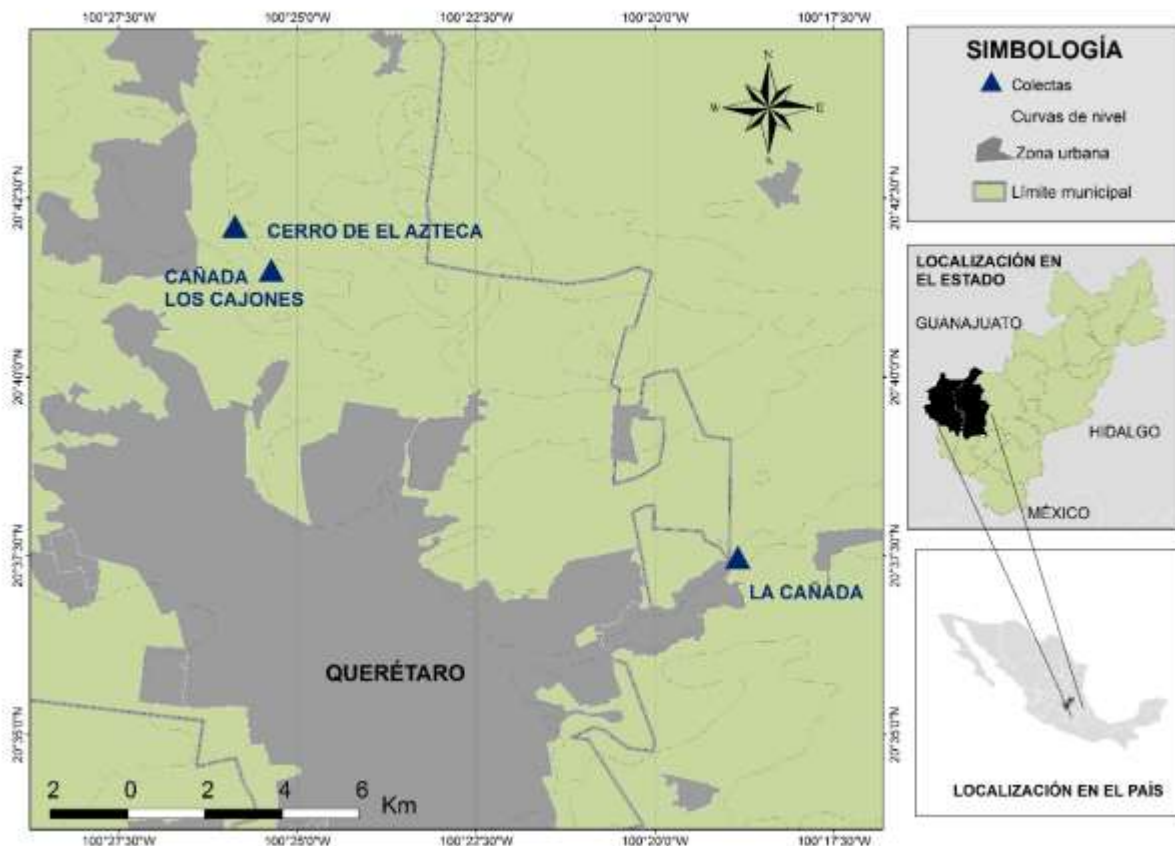 100°27'30"W 100°25'0"W 100°22'30"W 100°20'0"W 100°17'30"W
N
W E
20°42'30"N 20°42'30"N
CERRO DE EL AZTECA
CAÑADA
LOS CAJONES
20°40'0"N 20°40'0"N
20°37'30"N 20°37'30"N
LA CAÑADA
QUERÉTARO
20°35'0"N 20°35'0"N
2 0 2 4 6
Km
100°27'30"W 100°25'0"W 100°22'30"W 100°20'0"W 100°17'30"W
SIMBOLOGÍA
Colectas
Curvas de nivel
Zona urbana
Límite municipal
LOCALIZACIÓN EN
EL ESTADO
GUANAJUATO
HIDALGO
MÉXICO
LOCALIZACIÓN EN EL PAÍS